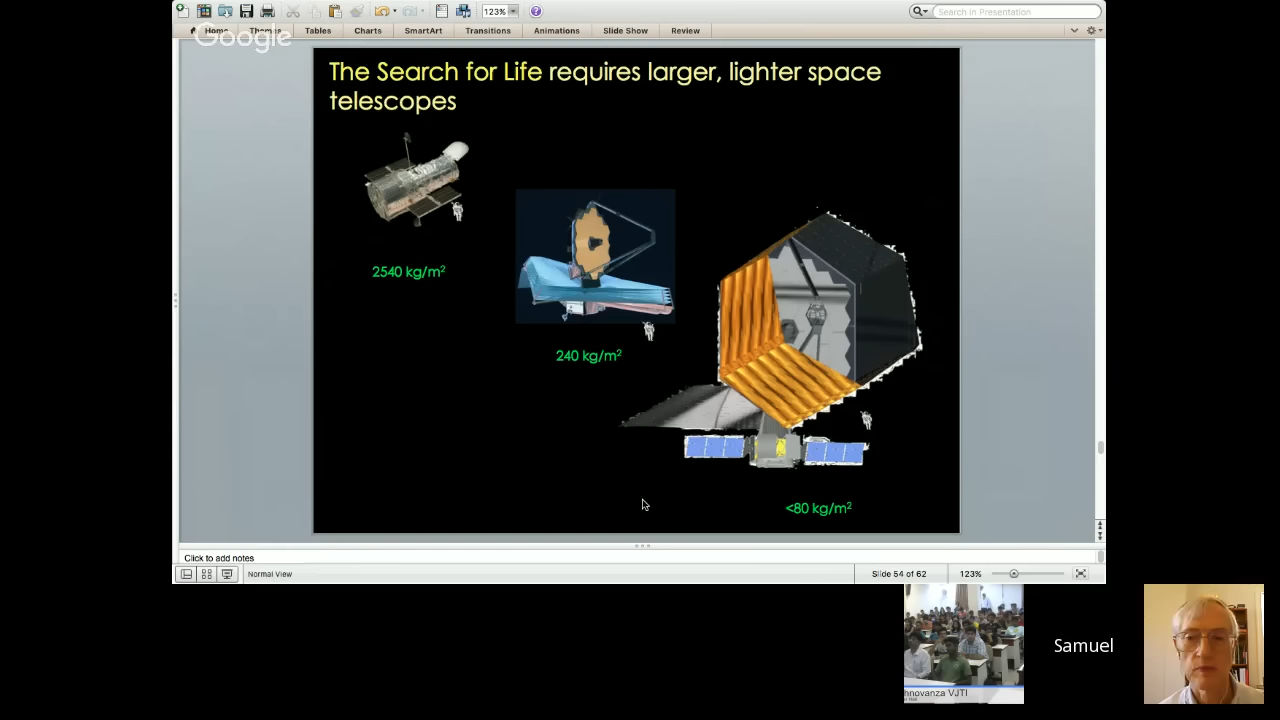 123%
Search in Presentation
Home
Themes
Tables
Charts
SmartArt
Transitions
Animations
Slide Show
Review
Google
The Search for Life requires larger, lighter space
telescopes
2540 kg/m²
240 kg/m²
<80 kg/m²
Click to add notes
Normal View
Slide 54 of 62
123%
Samuel
hnovanza VJTI